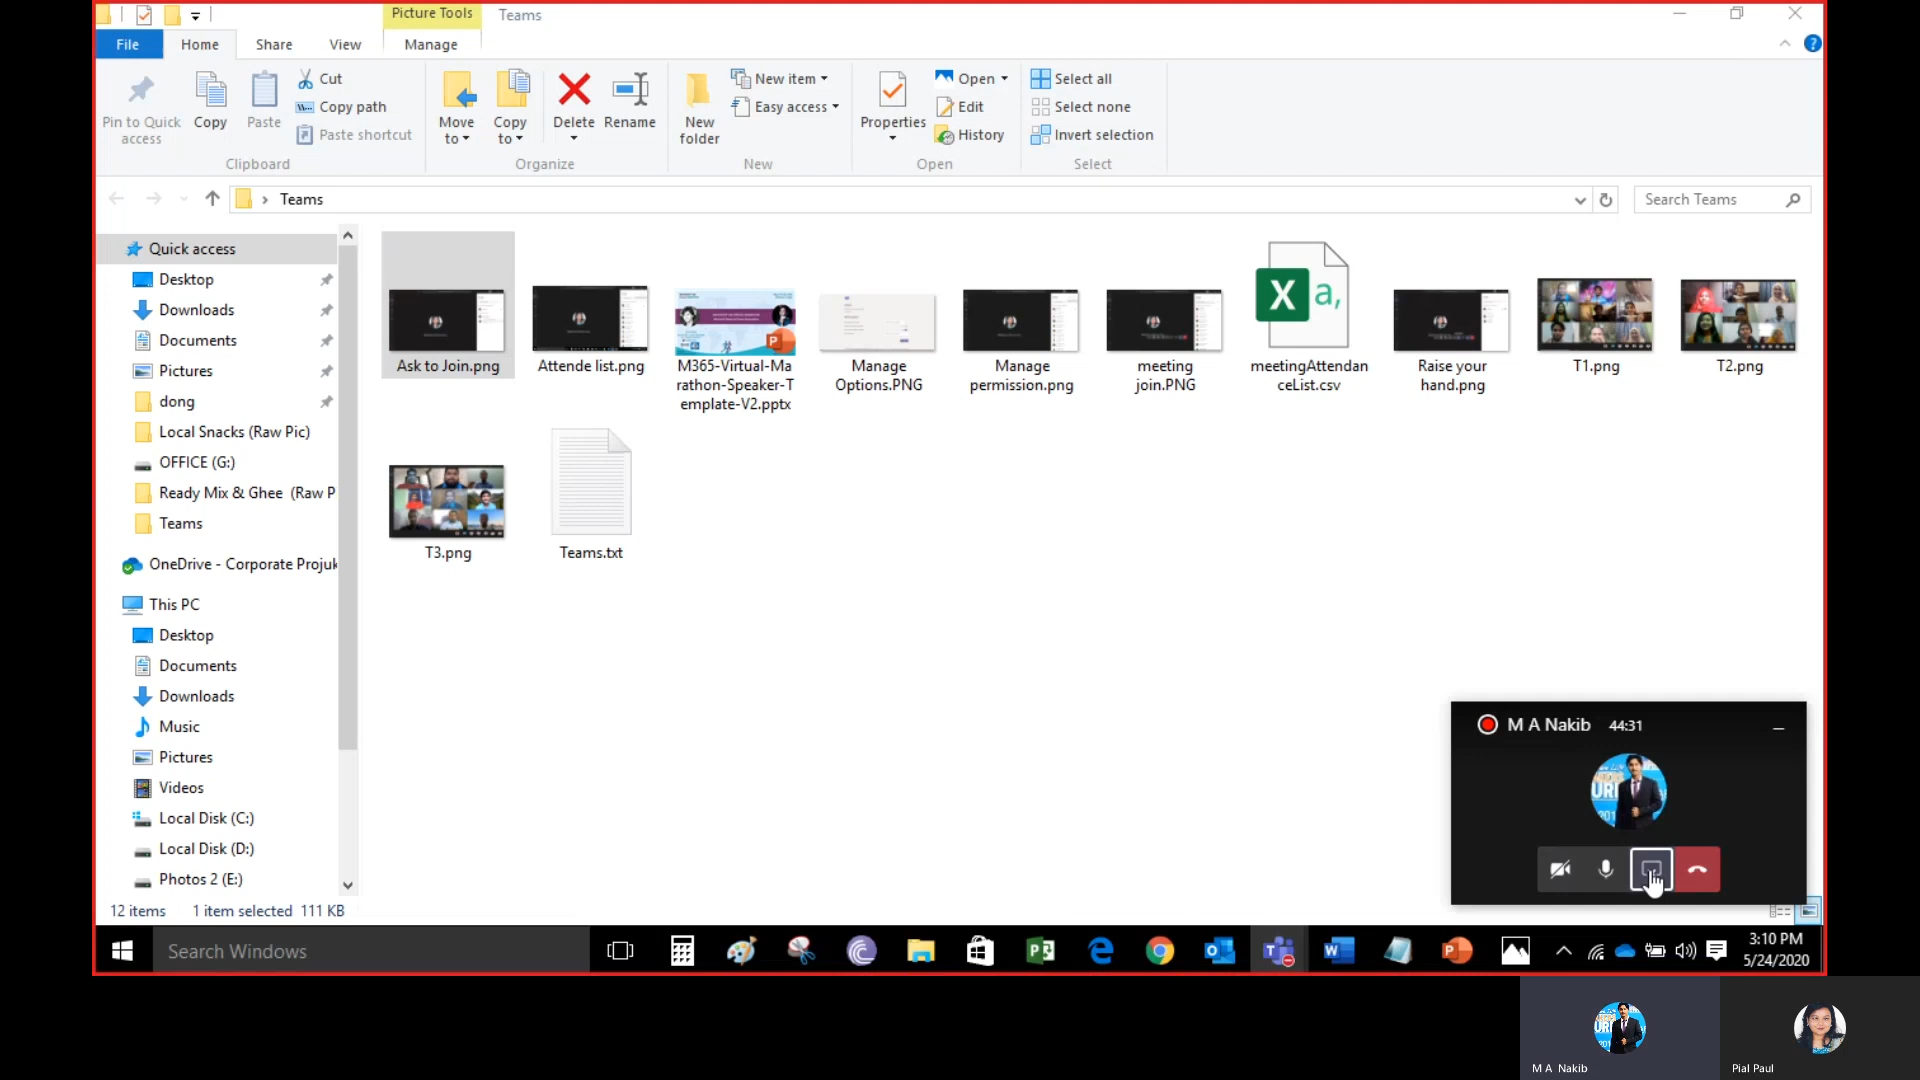 Picture Tools Teams
File Home Share View Manage
Pin to Quick access
Copy
Paste
Cut
Copy path
Paste shortcut
Clipboard
Move to
Copy to
Delete
Rename
Organize
New folder
New item
Easy access
New
Properties
Open
Edit
History
Open
Select all
Select none
Invert selection
Select
Teams
Search Teams
Quick access
Desktop
Downloads
Documents
Pictures
dong
Local Snacks (Raw Pic)
OFFICE (G:)
Ready Mix & Ghee (Raw P
Teams
OneDrive - Corporate Projuk
This PC
Desktop
Documents
Downloads
Music
Pictures
Videos
Local Disk (C:)
Local Disk (D:)
Photos 2 (E:)
Ask to Join.png
Attende list.png
M365-Virtual-Ma
rathon-Speaker-T
emplate-V2.pptx
Manage
Options.PNG
Manage
permission.png
meeting
join.PNG
meetingAttendan
ceList.csv
Raise your
hand.png
T1.png
T2.png
T3.png
Teams.txt
M A Nakib 44:31
12 items 1 item selected 111 KB
Search Windows
3:10 PM
5/24/2020
M A Nakib
Pial Paul